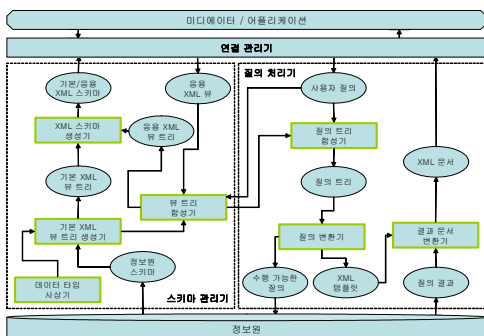 미디에이터 / 어플리케이션
연결 관리기
기본/응용
XML 스키마
응용
XML 뷰
질의 처리기
사용자 질의
XML 스키마
생성기
응용 XML
뷰 트리
질의 트리
합성기
기본 XML
뷰 트리
XML 문서
뷰 트리
합성기
질의 트리
기본 XML
뷰 트리 생성기
질의 변환기
결과 문서
변환기
정보원
스키마
데이터 타입
사상기
스키마 관리기
수행 가능한
질의
XML
템플릿
질의 결과
정보원